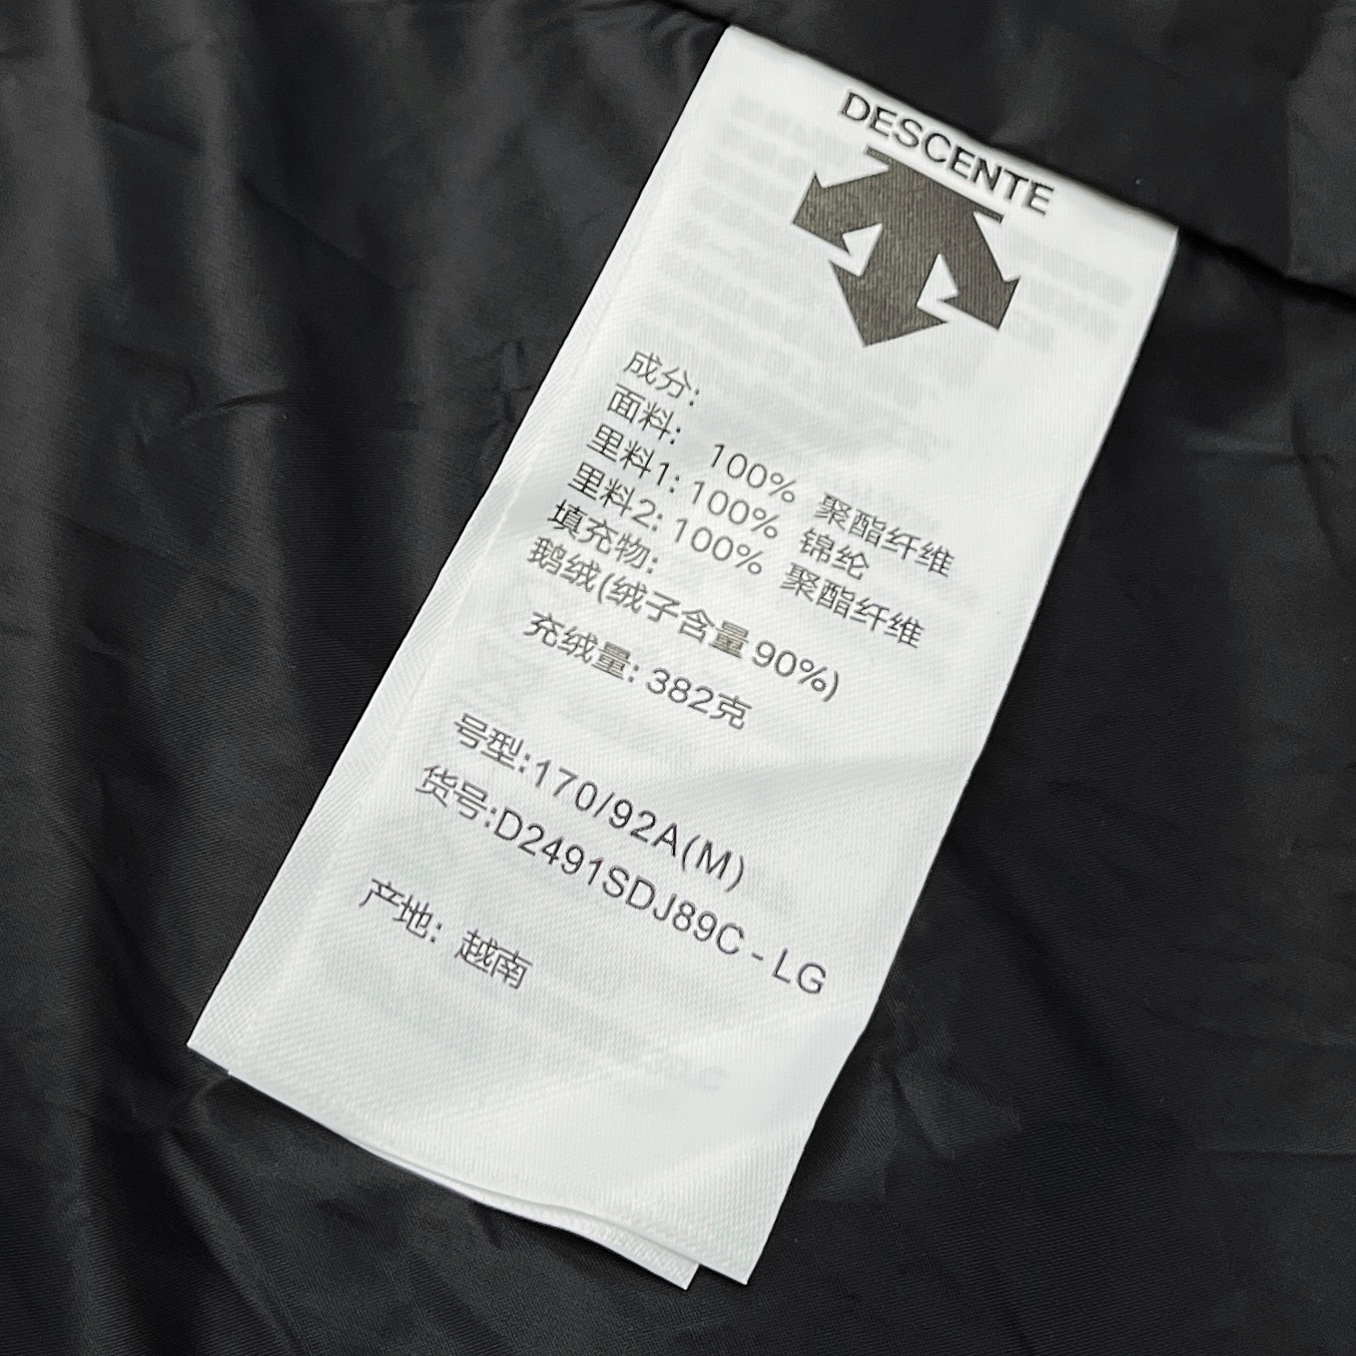 DESCENTE
成分:
面料: 100% 聚酯纤维
里料1: 100% 锦纶
里料2: 100% 聚酯纤维
填充物:
鹅绒(绒子含量90%)
充绒量: 382克
号型:170/92A(M)
货号:D2491SDJ89C-LG
产地: 越南